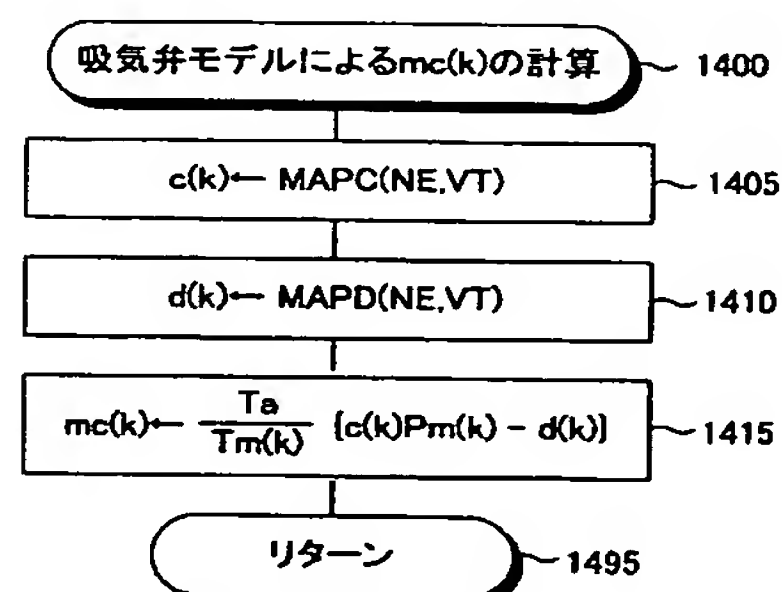 吸気弁モデルによるmc(k)の計算 1400
c(k)← MAPC(NE,VT) 1405
d(k)← MAPD(NE,VT) 1410
mc(k)← Ta/Tm(k) [c(k)Pm(k) - d(k)] 1415
リターン 1495